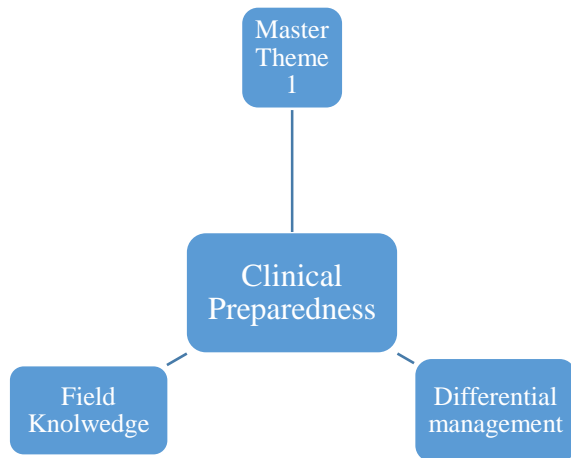 Master
Theme
1
Clinical
Preparedness
Field
Knolwedge
Differential
management